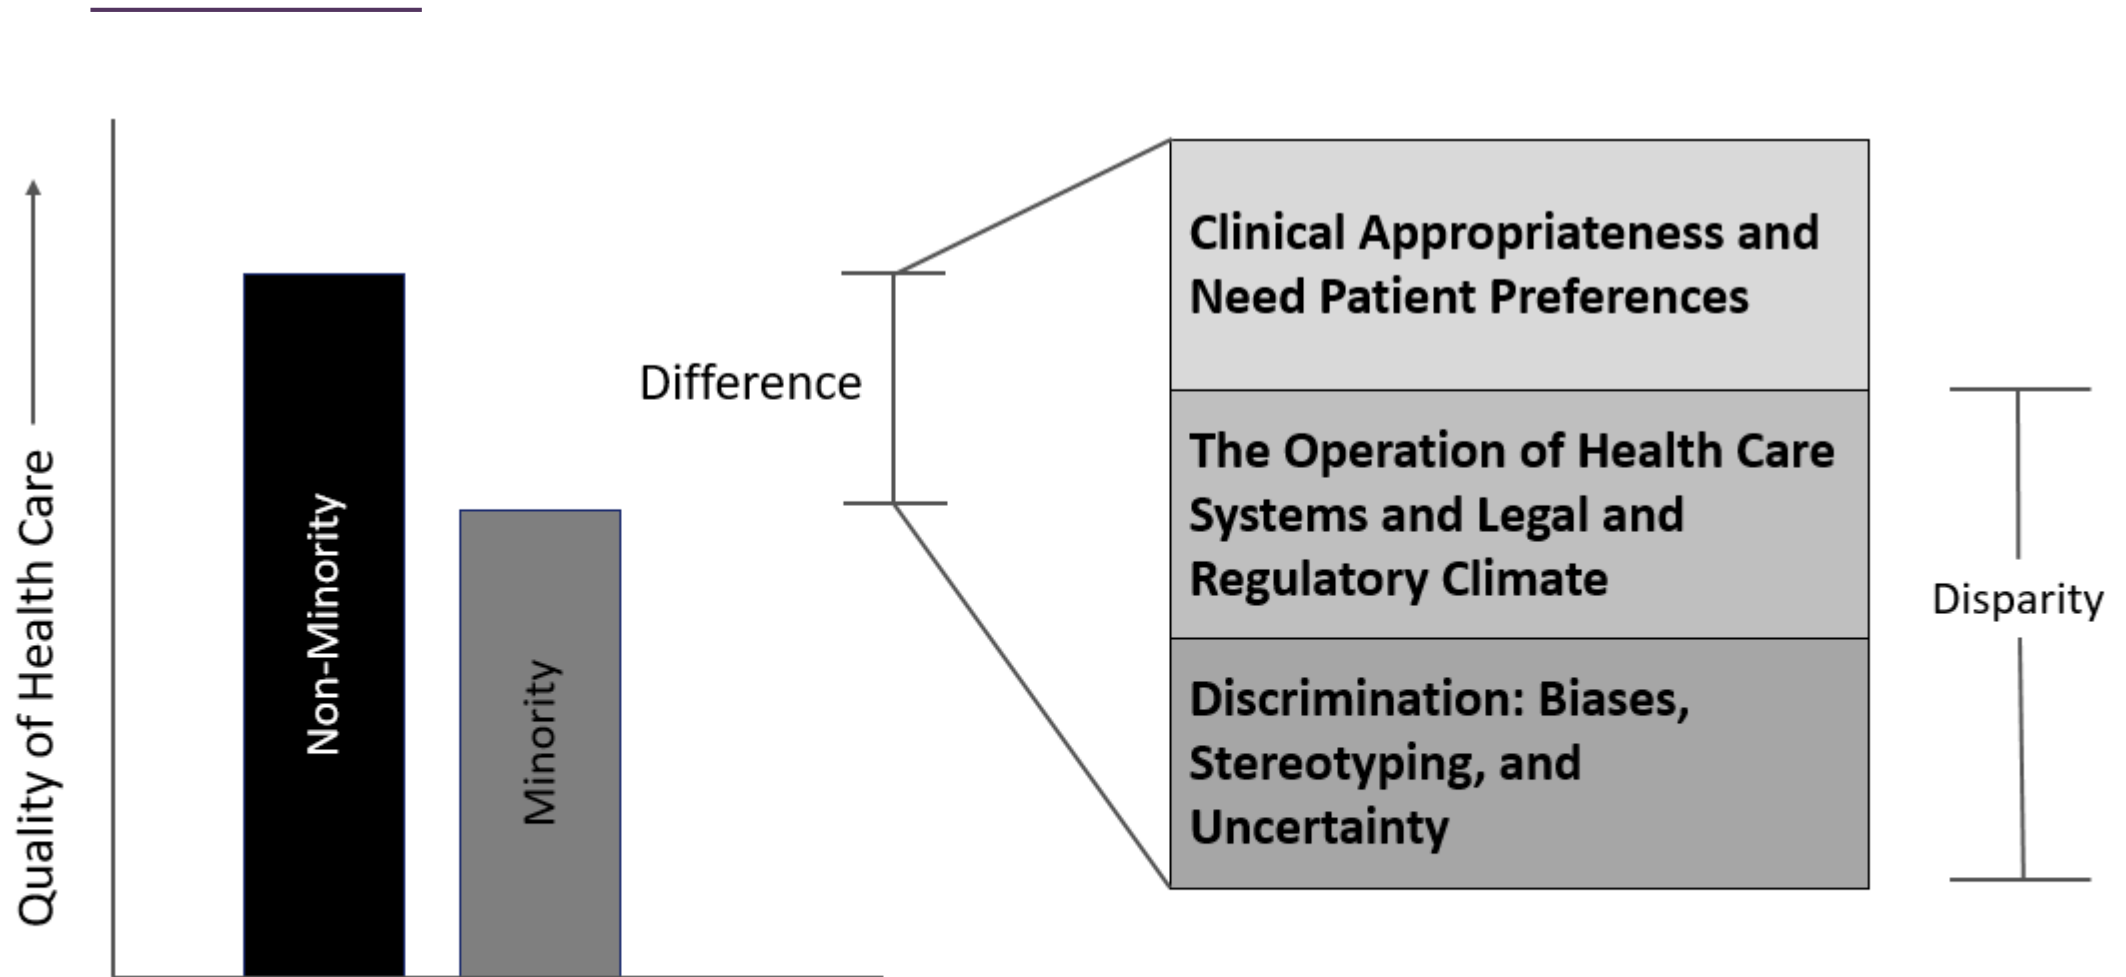 Quality of Health Care
Non-Minority
Minority
Difference
Clinical Appropriateness and
Need Patient Preferences
The Operation of Health Care
Systems and Legal and
Regulatory Climate
Discrimination: Biases,
Stereotyping, and
Uncertainty
Disparity